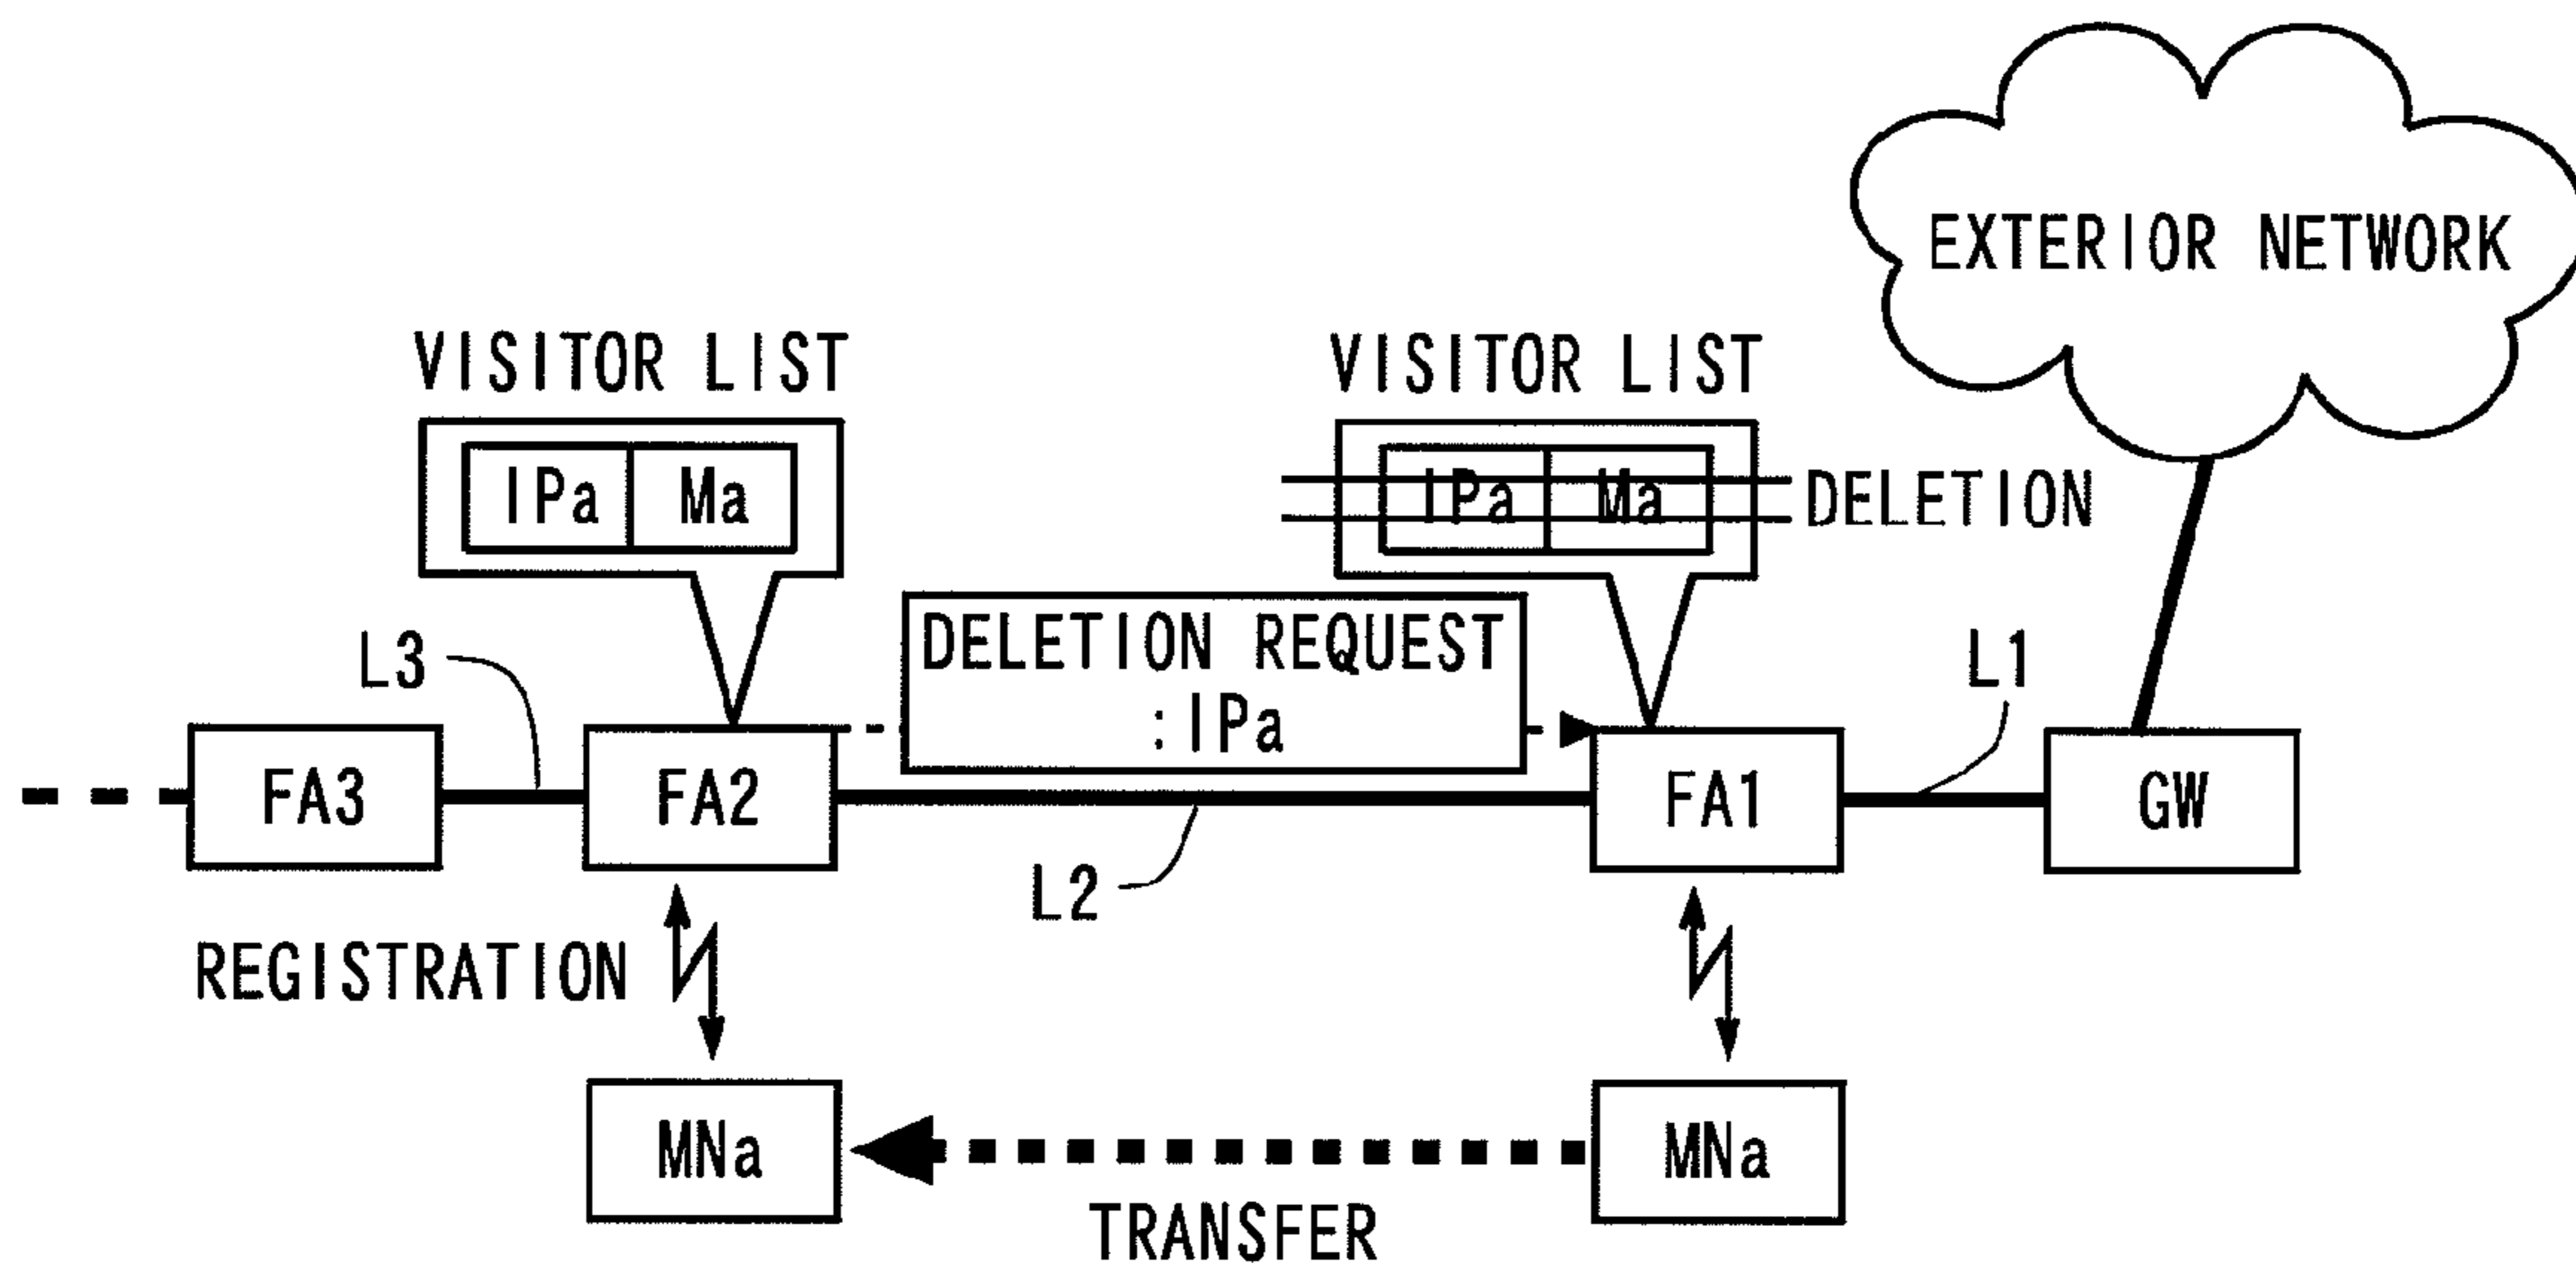 EXTERIOR NETWORK
VISITOR LIST
VISITOR LIST
IPa Ma
IPa Ma
DELETION
DELETION REQUEST
:IPa
L3
L1
FA3
FA2
FA1
GW
L2
REGISTRATION
MNa
MNa
TRANSFER